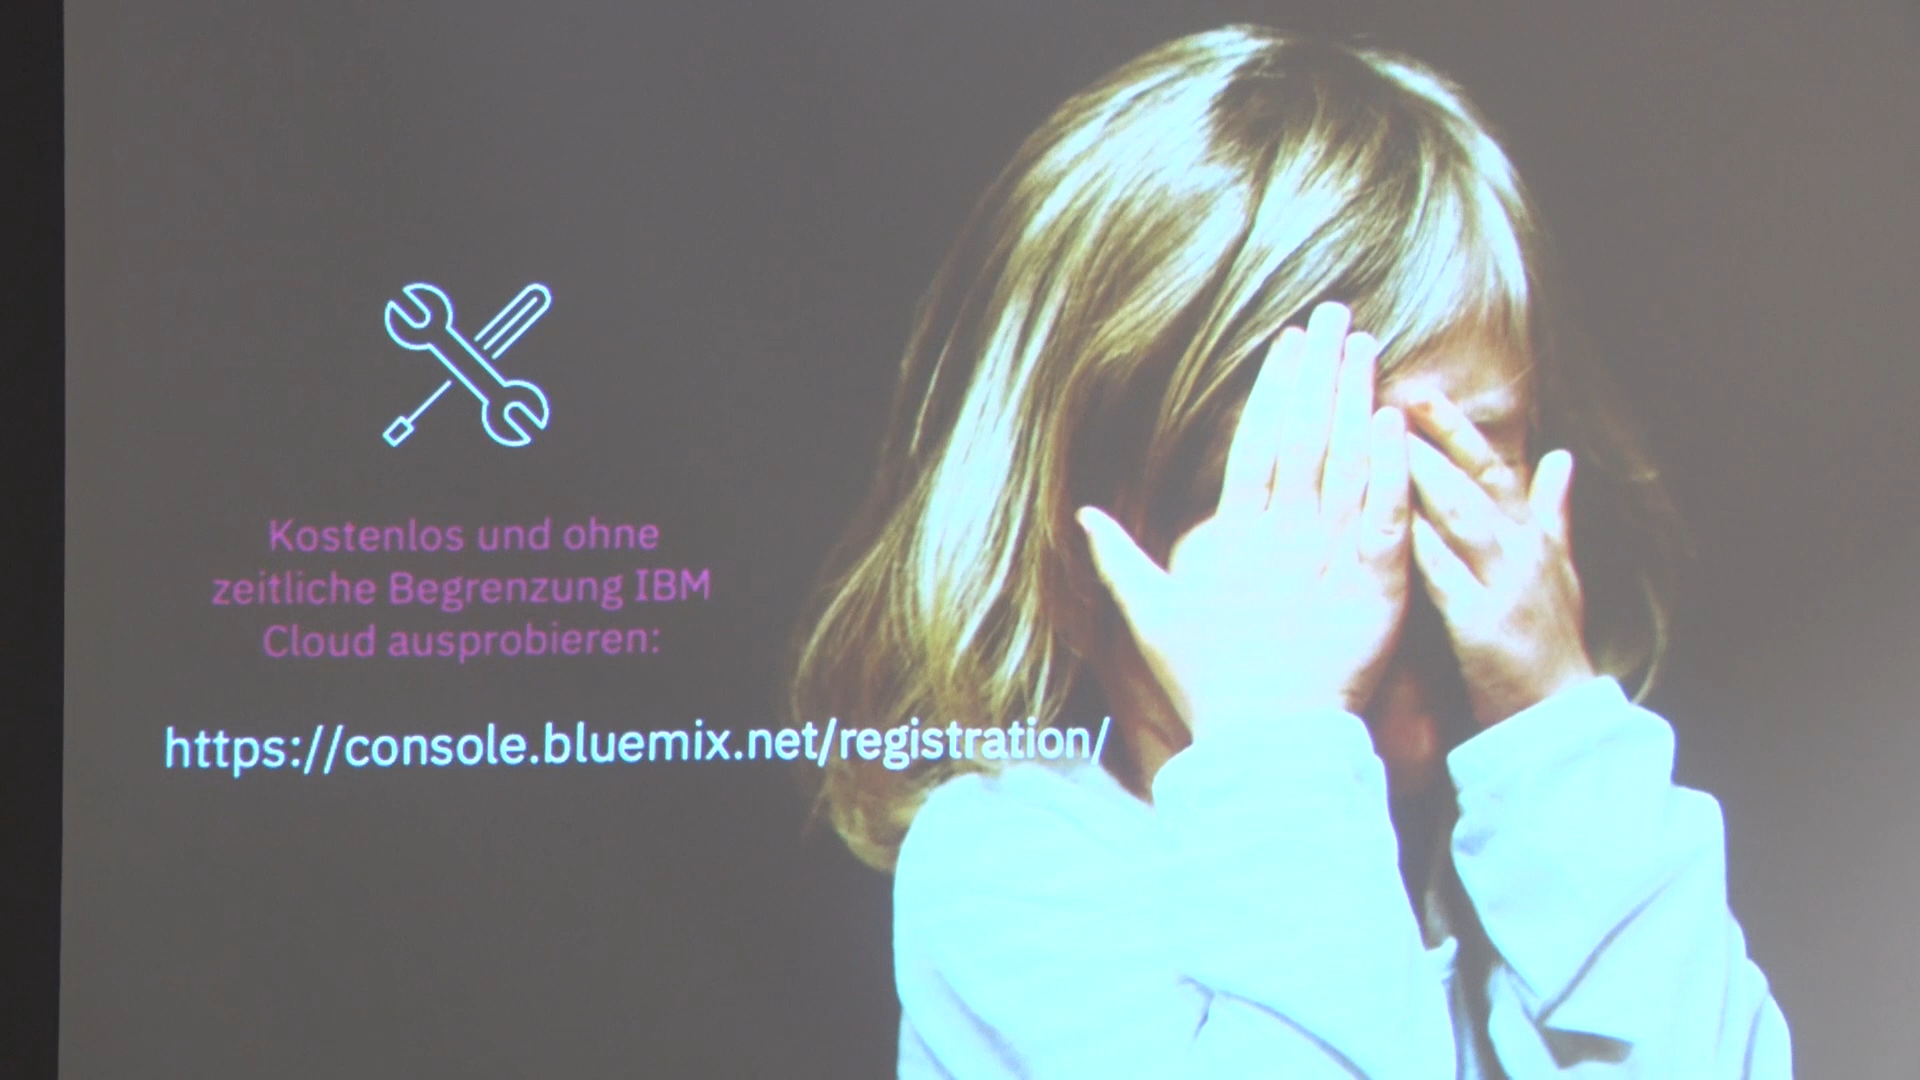 Kostenlos und ohne
zeitliche Begrenzung IBM
Cloud ausprobieren:
https://console.bluemix.net/registration/